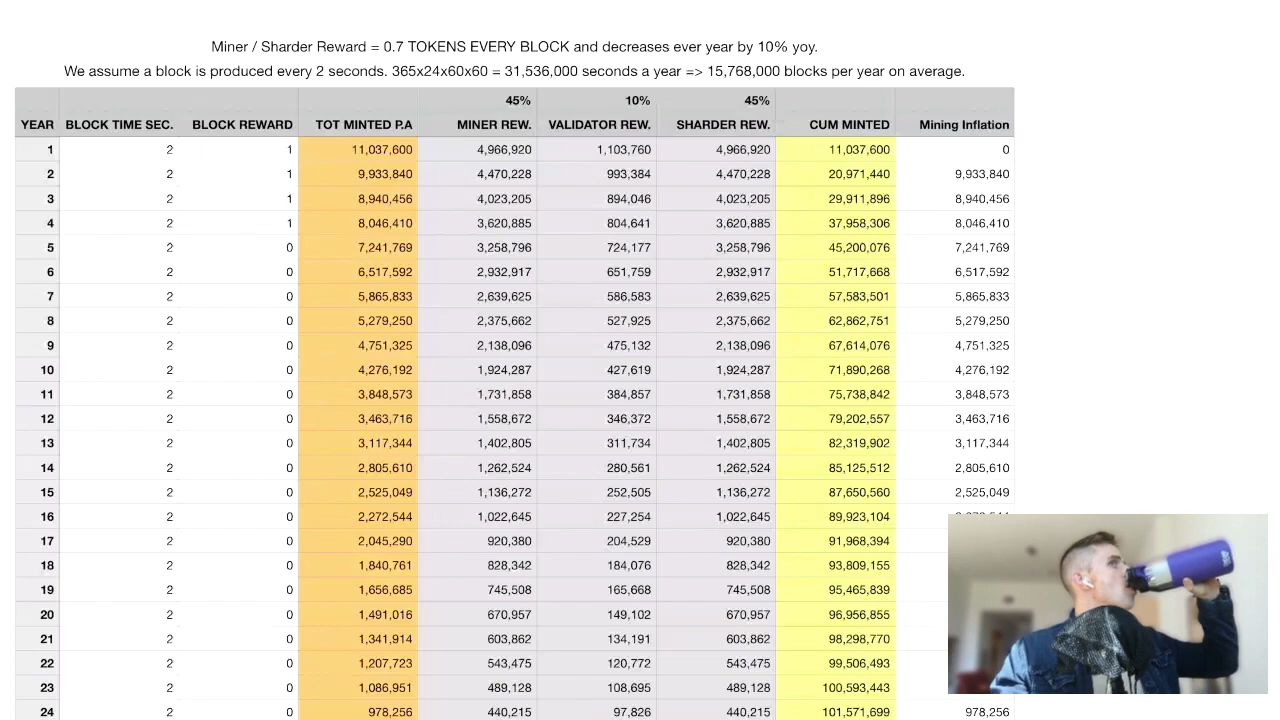 Miner / Sharder Reward = 0.7 TOKENS EVERY BLOCK and decreases ever year by 10% yoy.
We assume a block is produced every 2 seconds. 365x24x60x60 = 31,536,000 seconds a year => 15,768,000 blocks per year on average.
45% 10% 45%
YEAR BLOCK TIME SEC. BLOCK REWARD TOT MINTED P.A MINER REW. VALIDATOR REW. SHARDER REW. CUM MINTED Mining Inflation
1 2 1 11,037,600 4,966,920 1,103,760 4,966,920 11,037,600 0
2 2 1 9,933,840 4,470,228 993,384 4,470,228 20,971,440 9,933,840
3 2 1 8,940,456 4,023,205 894,046 4,023,205 29,911,896 8,940,456
4 2 1 8,046,410 3,620,885 804,641 3,620,885 37,958,306 8,046,410
5 2 0 7,241,769 3,258,796 724,177 3,258,796 45,200,076 7,241,769
6 2 0 6,517,592 2,932,917 651,759 2,932,917 51,717,668 6,517,592
7 2 0 5,865,833 2,639,625 586,583 2,639,625 57,583,501 5,865,833
8 2 0 5,279,250 2,375,662 527,925 2,375,662 62,862,751 5,279,250
9 2 0 4,751,325 2,138,096 475,132 2,138,096 67,614,076 4,751,325
10 2 0 4,276,192 1,924,287 427,619 1,924,287 71,890,268 4,276,192
11 2 0 3,848,573 1,731,858 384,857 1,731,858 75,738,842 3,848,573
12 2 0 3,463,716 1,558,672 346,372 1,558,672 79,202,557 3,463,716
13 2 0 3,117,344 1,402,805 311,734 1,402,805 82,319,902 3,117,344
14 2 0 2,805,610 1,262,524 280,561 1,262,524 85,125,512 2,805,610
15 2 0 2,525,049 1,136,272 252,505 1,136,272 87,650,560 2,525,049
16 2 0 2,272,544 1,022,645 227,254 1,022,645 89,923,104
17 2 0 2,045,290 920,380 204,529 920,380 91,968,394
18 2 0 1,840,761 828,342 184,076 828,342 93,809,155
19 2 0 1,656,685 745,508 165,668 745,508 95,465,839
20 2 0 1,491,016 670,957 149,102 670,957 96,956,855
21 2 0 1,341,914 603,862 134,191 603,862 98,298,770
22 2 0 1,207,723 543,475 120,772 543,475 99,506,493
23 2 0 1,086,951 489,128 108,695 489,128 100,593,443
24 2 0 978,256 440,215 97,826 440,215 101,571,699 978,256